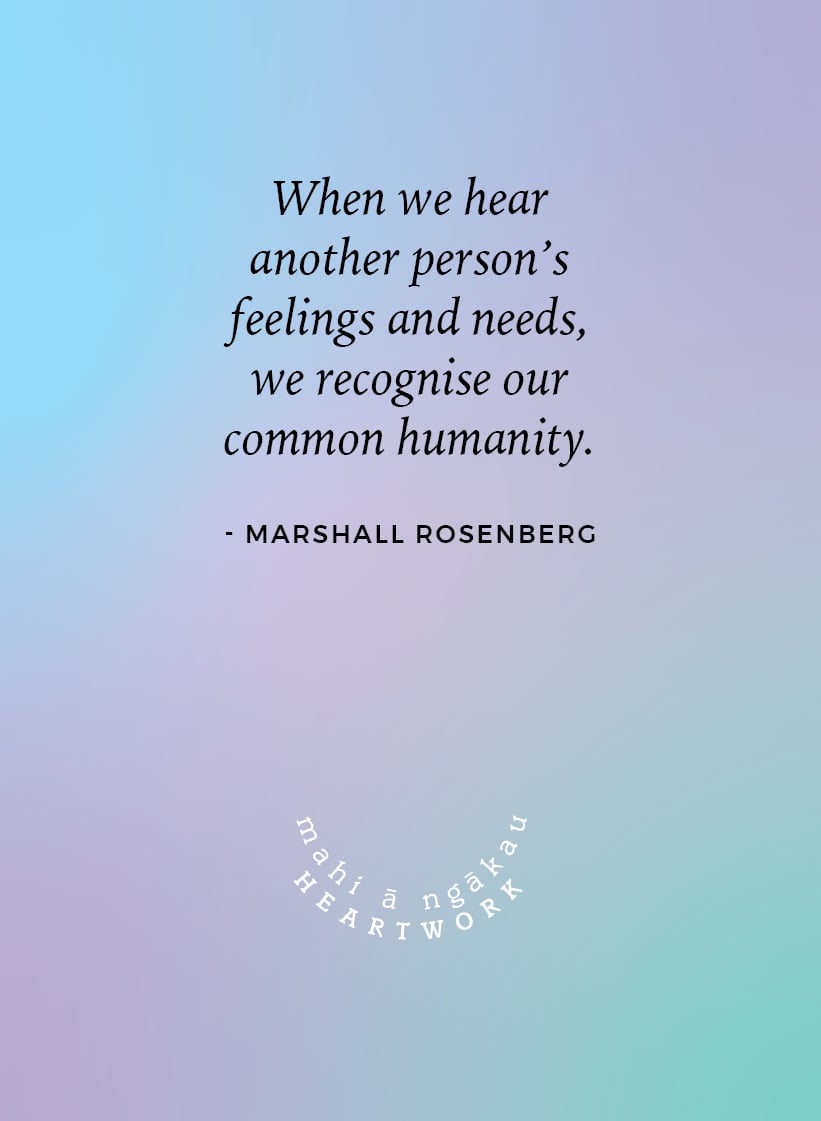 When we hear
another person’s
feelings and needs,
we recognise our
common humanity.
- MARSHALL ROSENBERG
mahi ā ngākau
HEARTWORK